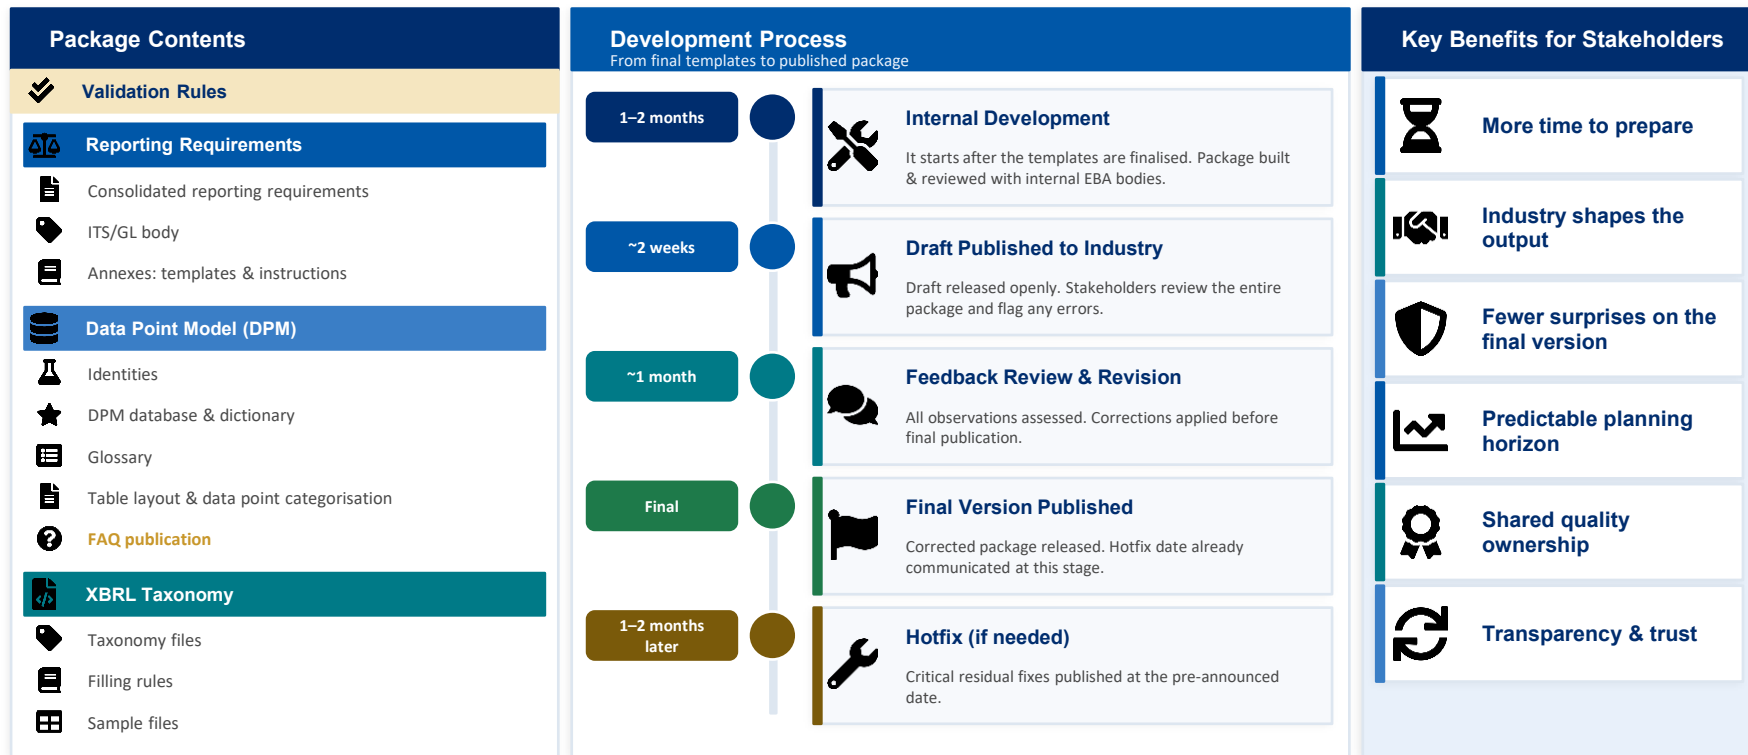 Package Contents
Validation Rules
Reporting Requirements
Consolidated reporting requirements
ITS/GL body
Annexes: templates & instructions
Data Point Model (DPM)
Identities
DPM database & dictionary
Glossary
Table layout & data point categorisation
FAQ publication
XBRL Taxonomy
Taxonomy files
Filling rules
Sample files
Development Process
From final templates to published package
1–2 months
Internal Development
It starts after the templates are finalised. Package built
& reviewed with internal EBA bodies.
~2 weeks
Draft Published to Industry
Draft released openly. Stakeholders review the entire
package and flag any errors.
~1 month
Feedback Review & Revision
All observations assessed. Corrections applied before
final publication.
Final
Final Version Published
Corrected package released. Hotfix date already
communicated at this stage.
1–2 months
later
Hotfix (if needed)
Critical residual fixes published at the pre-announced
date.
Key Benefits for Stakeholders
More time to prepare
Industry shapes the
output
Fewer surprises on the
final version
Predictable planning
horizon
Shared quality
ownership
Transparency & trust